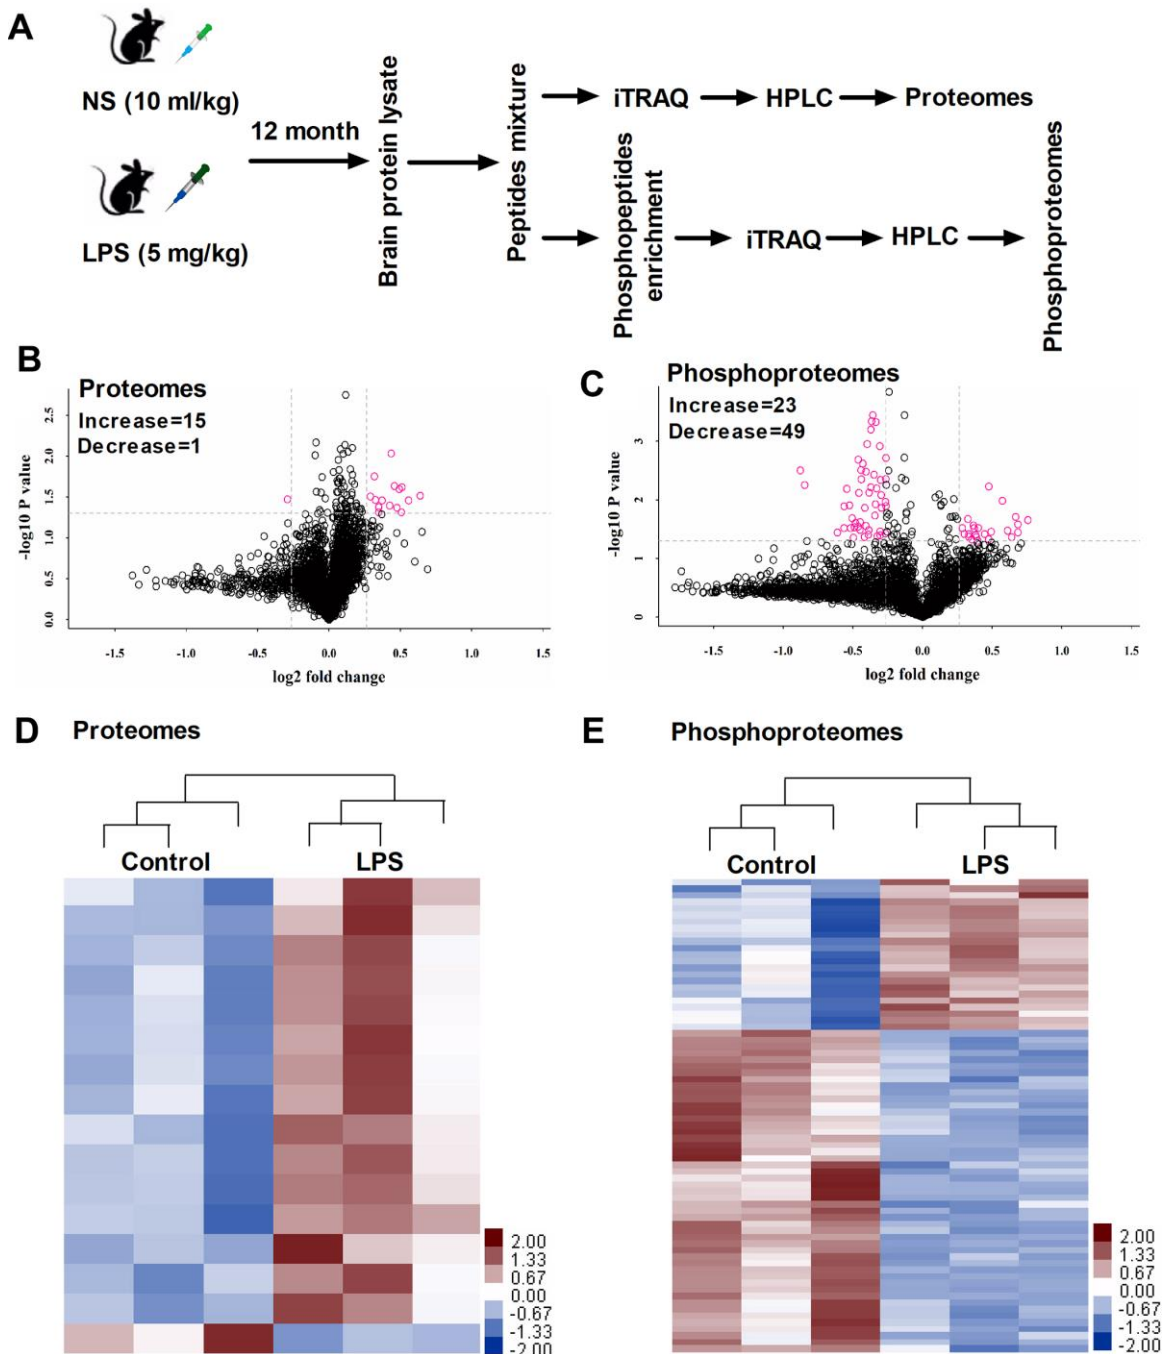 A
NS (10 ml/kg)
LPS (5 mg/kg)
12 month
Brain protein lysate
Peptides mixture
iTRAQ
HPLC
Proteomes
Phosphopeptides
enrichment
iTRAQ
HPLC
Phosphoproteomes
B
Proteomes
Increase=15
Decrease=1
-log10 P value
2.5
2.0
1.5
1.0
0.5
0.0
-1.5
-1.0
-0.5
0.0
0.5
1.0
1.5
log2 fold change
C
Phosphoproteomes
Increase=23
Decrease=49
-log10 P value
3
2
1
0
-1.5
-1.0
-0.5
0.0
0.5
1.0
1.5
log2 fold change
D
Proteomes
Control
LPS
2.00
1.33
0.67
0.00
-0.67
-1.33
-2.00
E
Phosphoproteomes
Control
LPS
2.00
1.33
0.67
0.00
-0.67
-1.33
-2.00